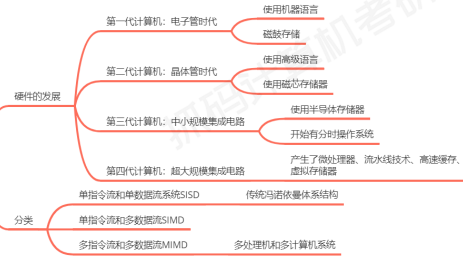 硬件的发展
第一代计算机：电子管时代
使用机器语言
磁鼓存储
第二代计算机：晶体管时代
使用高级语言
使用磁芯存储器
第三代计算机：中小规模集成电路
使用半导体存储器
开始有分时操作系统
第四代计算机：超大规模集成电路
产生了微处理器、流水线技术、高速缓存、
虚拟存储器
分类
单指令流和单数据流系统SISD
传统冯诺依曼体系结构
单指令流和多数据流SIMD
多指令流和多数据流MIMD
多处理机和多计算机系统